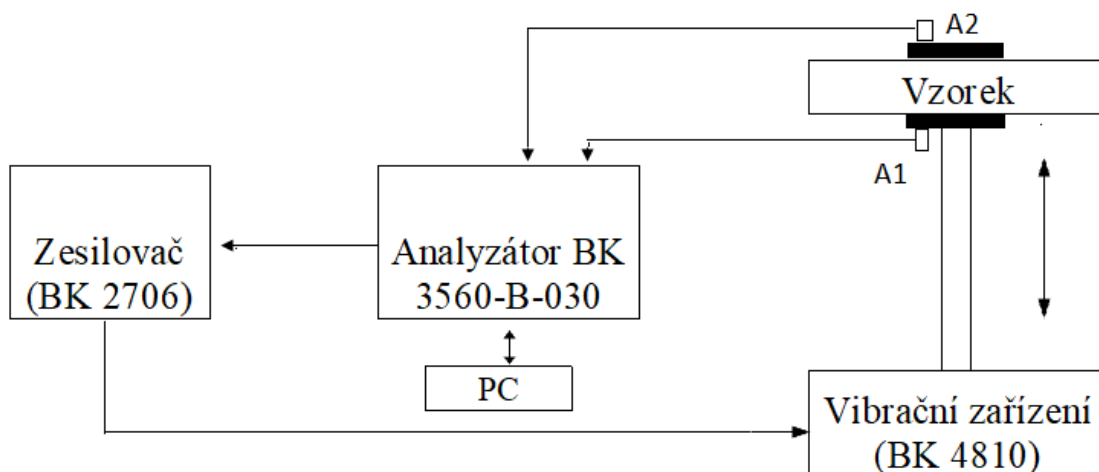 A2
Vzorek
A1
Zesilovač
(BK 2706)
Analyzátor BK
3560-B-030
PC
Vibrační zařízení
(BK 4810)